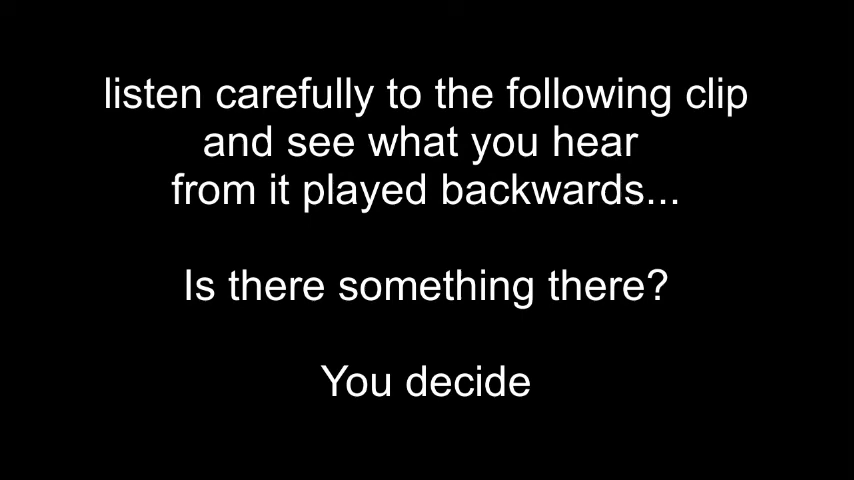 listen carefully to the following clip
and see what you hear
from it played backwards...
Is there something there?
You decide